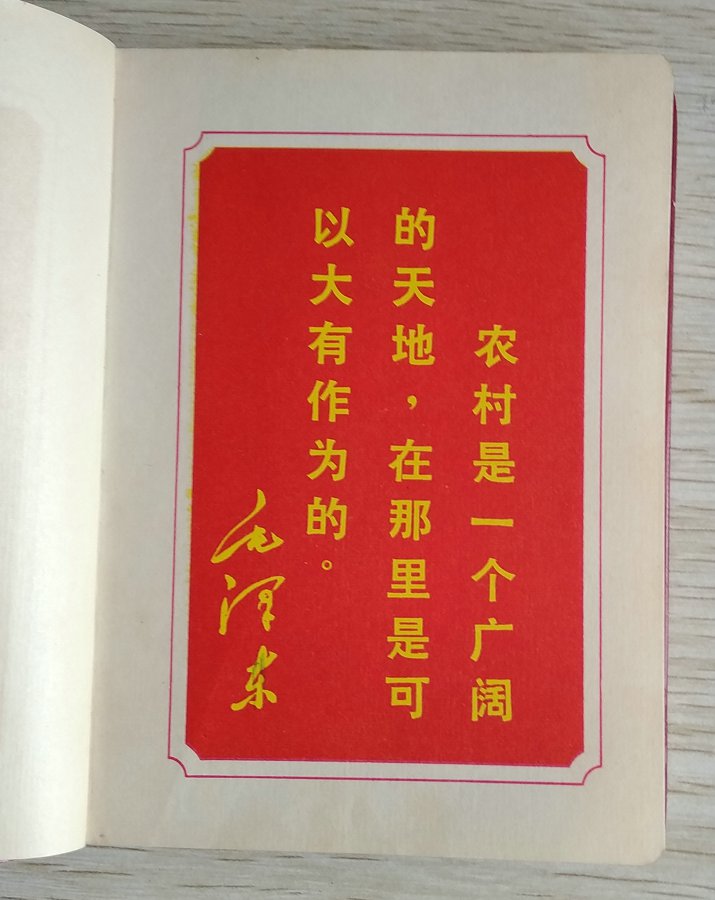 农村是一个广阔
的天地，在那里是可
以大有作为的。
毛泽东